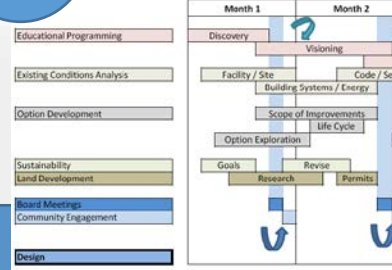 Month 1 Month 2
Educational Programming Discovery
Visioning
Existing Conditions Analysis Facility / Site Code / Se
Building Systems / Energy
Option Development Scope of Improvements
Life Cycle
Option Exploration
Sustainability Goals Revise
Land Development Research Permits
Board Meetings
Community Engagement
Design